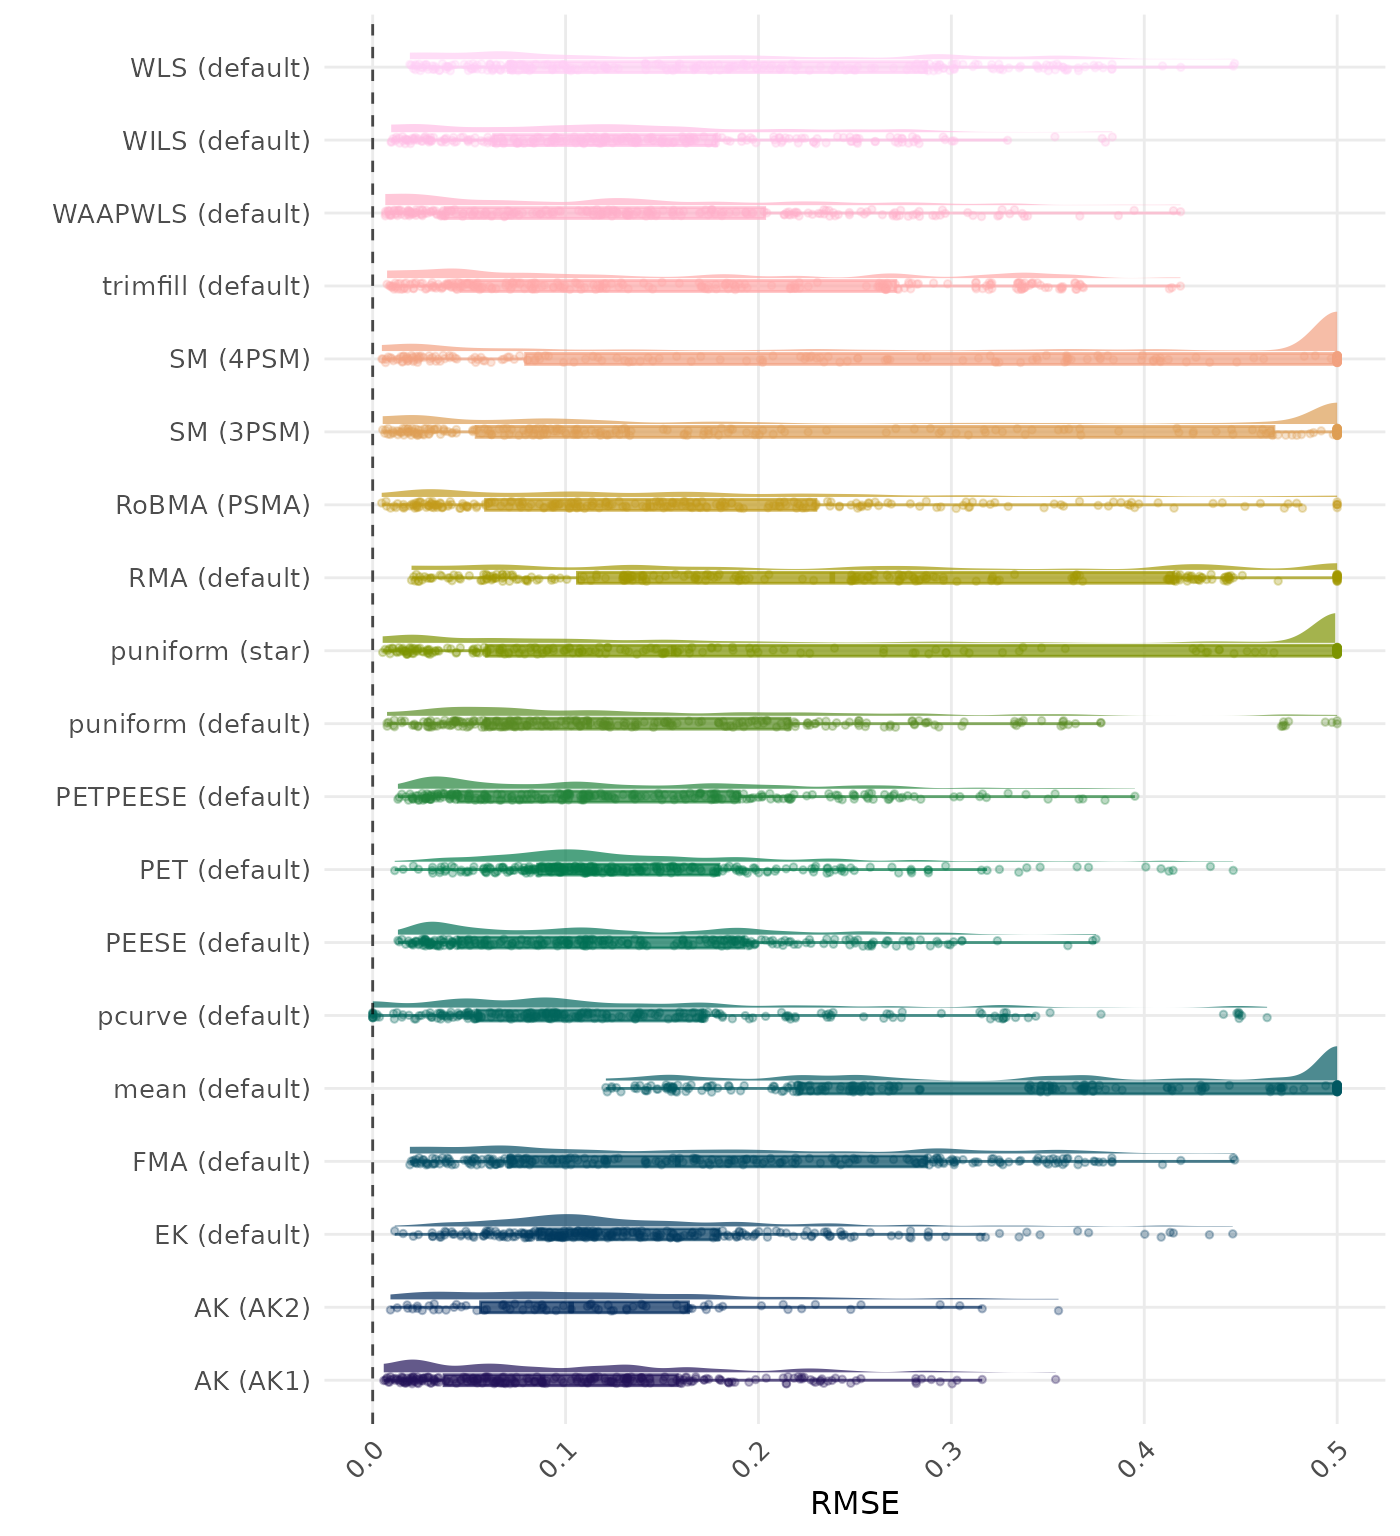 WLS (default)
WILS (default)
WAAPWLS (default)
trimfill (default)
SM (4PSM)
SM (3PSM)
RoBMA (PSMA)
RMA (default)
puniform (star)
puniform (default)
PETPEESE (default)
PET (default)
PEESE (default)
pcurve (default)
mean (default)
FMA (default)
EK (default)
AK (AK2)
AK (AK1)
0.0 0.1 0.2 0.3 0.4 0.5
RMSE